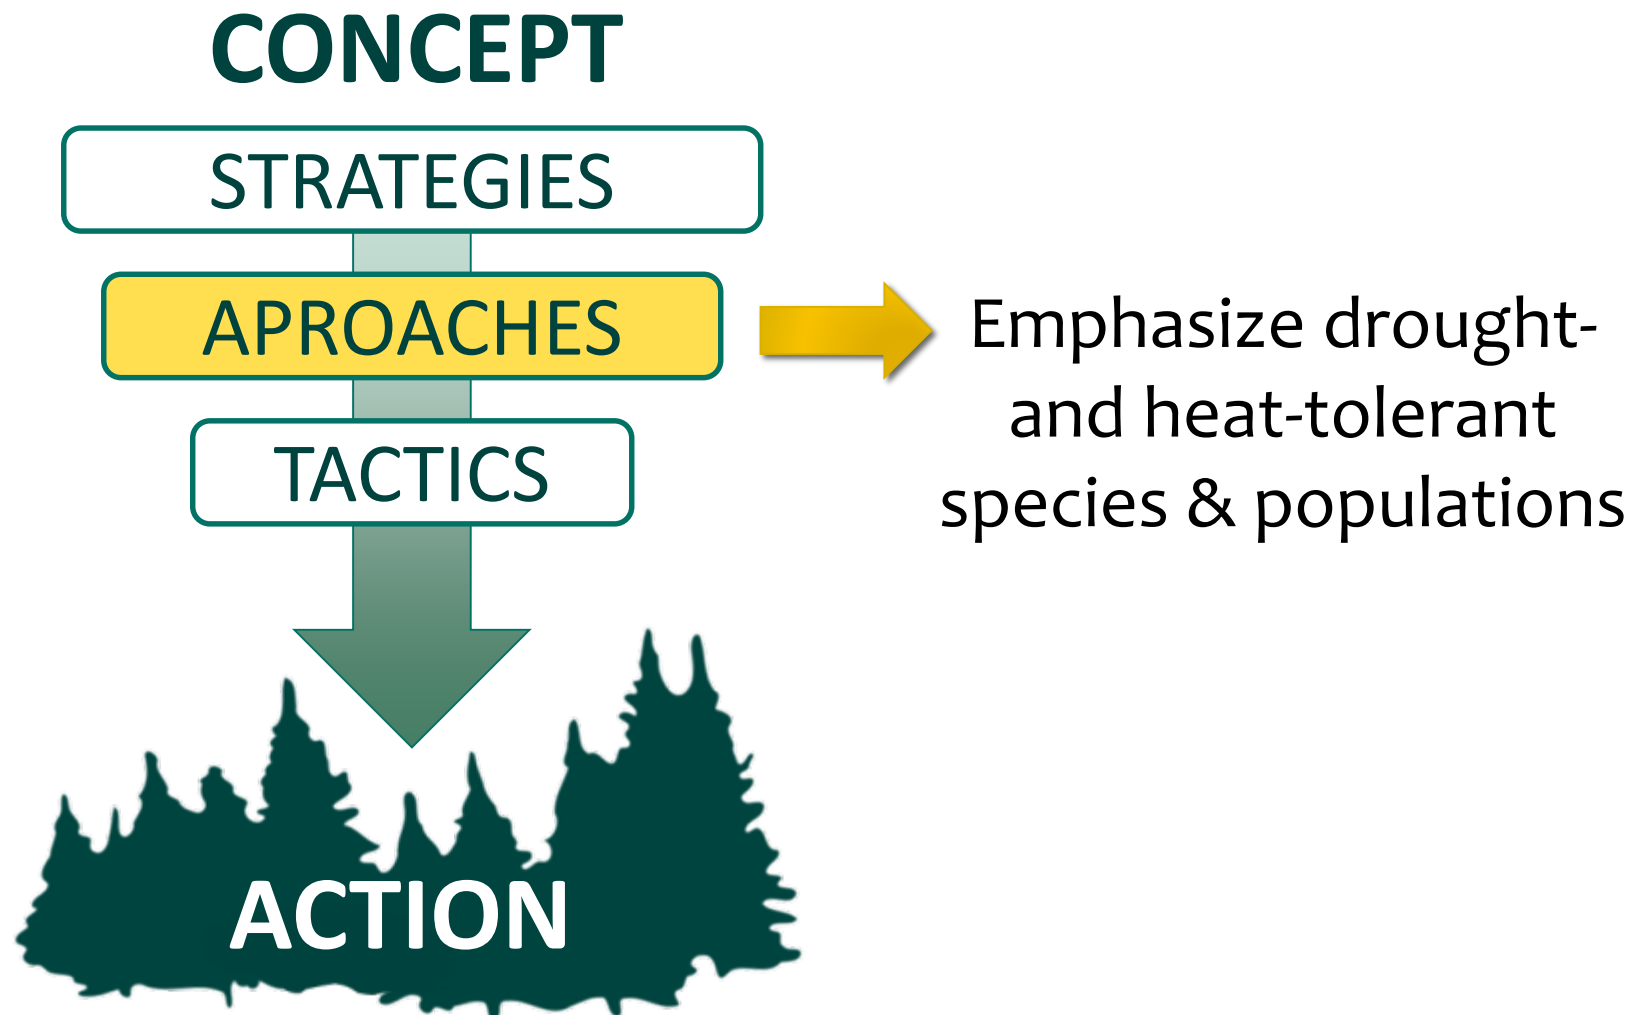 CONCEPT
STRATEGIES
APROACHES
Emphasize drought-
and heat-tolerant
species & populations
TACTICS
ACTION